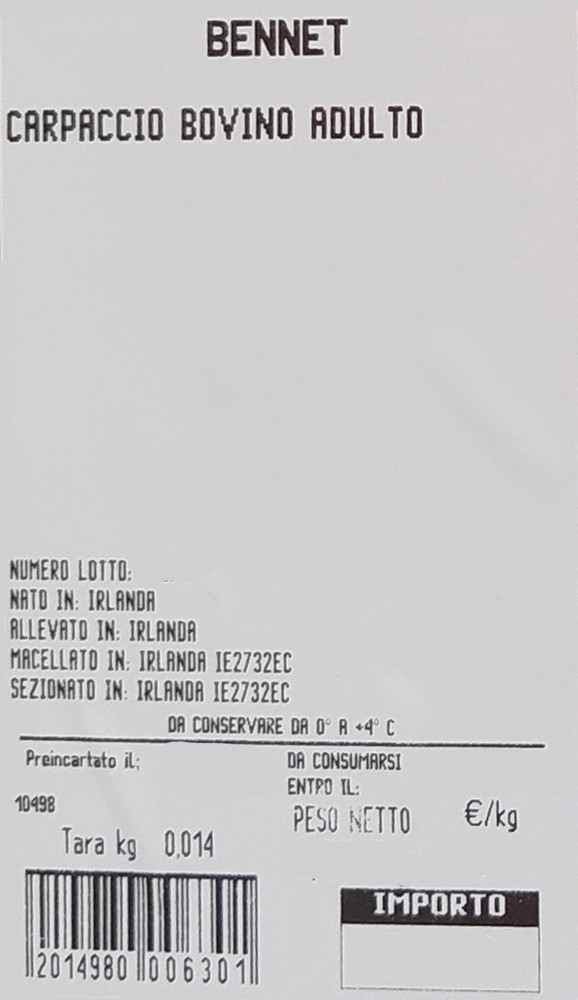 BENNET
CARPACCIO BOVINO ADULTO
NUMERO LOTTO:
NATO IN: IRLANDA
ALLEVATO IN: IRLANDA
MACELLATO IN: IRLANDA IE2732EC
SEZIONATO IN: IRLANDA IE2732EC
DA CONSERVARE DA 0° A +4° C
Preincartato il:
DA CONSUMARSI
ENTRO IL:
10498
PESO NETTO €/kg
Tara kg 0,014
IMPORTO
2014980 006301